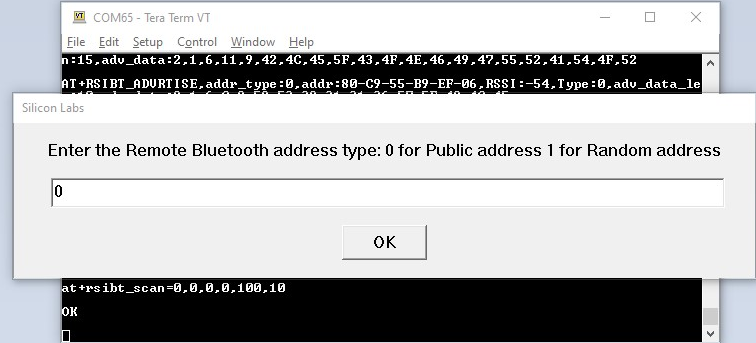 COM65 - Tera Term VT
File Edit Setup Control Window Help
n:15,adv_data:2,1,6,11,9,42,4C,45,5F,43,4F,4E,46,49,47,55,52,41,54,4F,52
AT+RSIBT_ADVRTISE,addr_type:0,addr:80-C9-55-B9-EF-06,RSSI:-54,Type:0,adv_data_le
Silicon Labs
Enter the Remote Bluetooth address type: 0 for Public address 1 for Random address
0
OK
at+rsibt_scan=0,0,0,0,100,10
OK